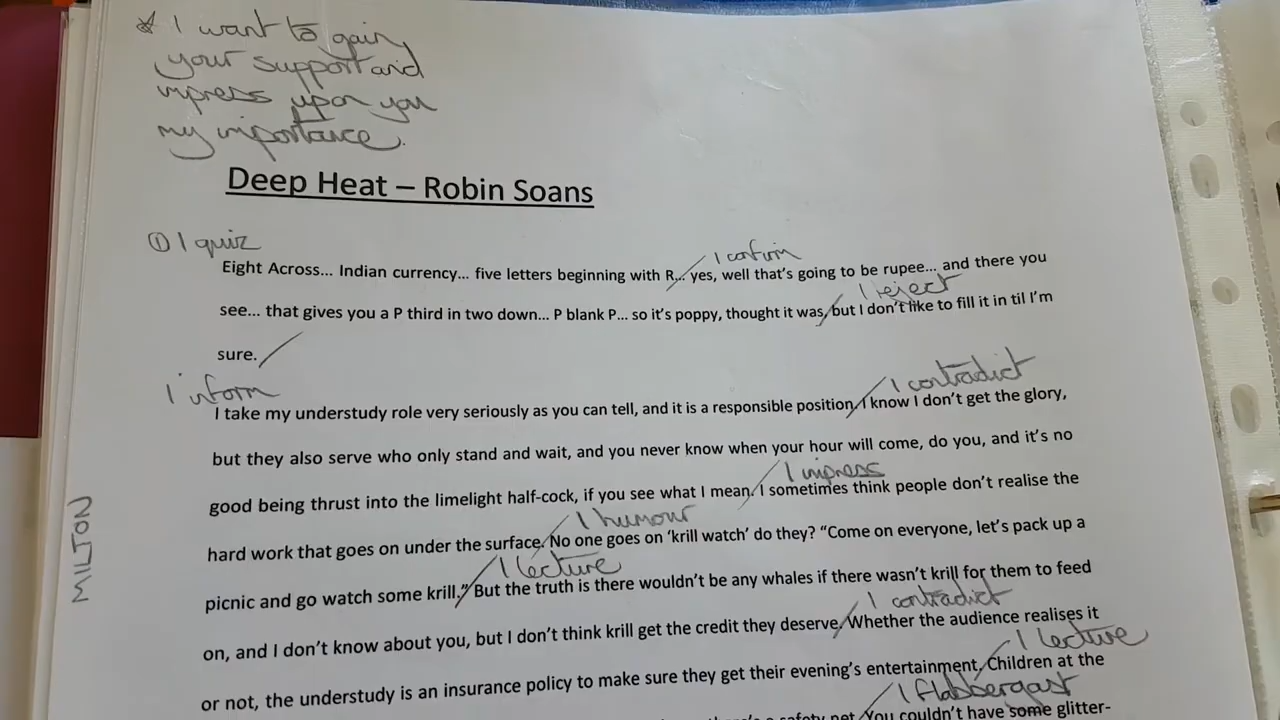 * I want to gain
your support and
impress upon you
my importance.
Deep Heat – Robin Soans
① I quiz
I confirm
Eight Across... Indian currency... five letters beginning with R... yes, well that's going to be rupee... and there you
I reject
see... that gives you a P third in two down... P blank P... so it's poppy, thought it was, but I don't like to fill it in til I'm
sure.
I inform
I contradict
I take my understudy role very seriously as you can tell, and it is a responsible position. I know I don't get the glory,
but they also serve who only stand and wait, and you never know when your hour will come, do you, and it's no
I impress
good being thrust into the limelight half-cock, if you see what I mean. I sometimes think people don't realise the
I humour
hard work that goes on under the surface. No one goes on 'krill watch' do they? "Come on everyone, let's pack up a
I lecture
picnic and go watch some krill." But the truth is there wouldn't be any whales if there wasn't krill for them to feed
I contradict
on, and I don't know about you, but I don't think krill get the credit they deserve. Whether the audience realises it
I lecture
or not, the understudy is an insurance policy to make sure they get their evening's entertainment. Children at the
I flabbergast
safety net. You couldn't have some glitter-
MILTON